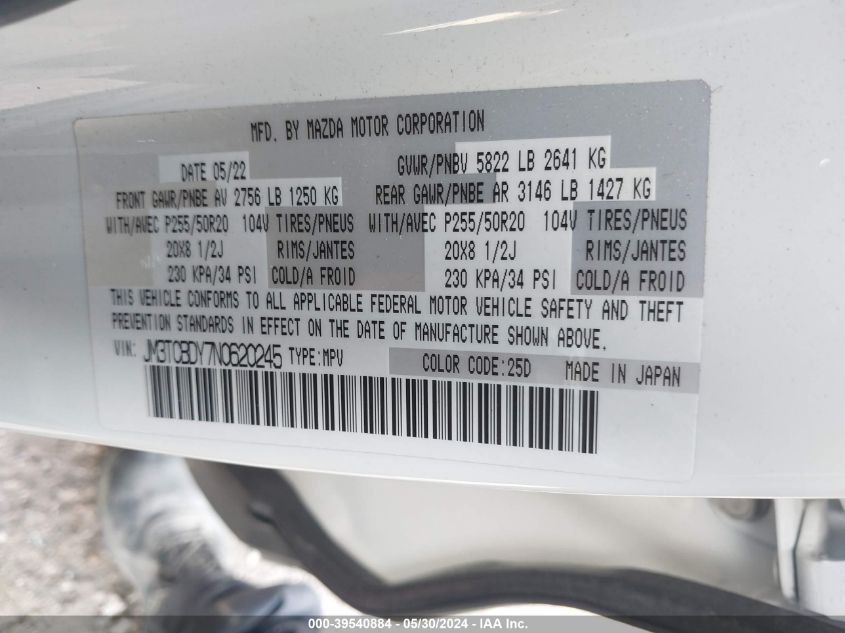 MFD. BY MAZDA MOTOR CORPORATION
DATE 05/22 GVWR/PNBV 5822 LB 2641 KG
FRONT GAWR/PNBE AV 2756 LB 1250 KG REAR GAWR/PNBE AR 3146 LB 1427 KG
WITH/AVEC P255/50R20 104V TIRES/PNEUS WITH/AVEC P255/50R20 104V TIRES/PNEUS
20X8 1/2J RIMS/JANTES 20X8 1/2J RIMS/JANTES
230 KPA/34 PSI COLD/A FROID 230 KPA/34 PSI COLD/A FROID
THIS VEHICLE CONFORMS TO ALL APPLICABLE FEDERAL MOTOR VEHICLE SAFETY AND THEFT
PREVENTION STANDARDS IN EFFECT ON THE DATE OF MANUFACTURE SHOWN ABOVE.
VIN: JM3TCBDY7N0620245 TYPE:MPV COLOR CODE:25D MADE IN JAPAN
000-39540884 - 05/30/2024 - IAA Inc.